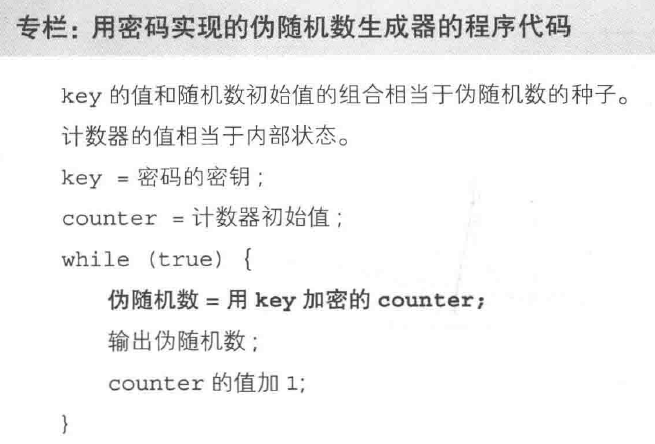 专栏：用密码实现的伪随机数生成器的程序代码
key 的值和随机数初始值的组合相当于伪随机数的种子。
计数器的值相当于内部状态。
key = 密码的密钥；
counter = 计数器初始值；
while (true) {
伪随机数 = 用 key 加密的 counter;
输出伪随机数；
counter 的值加 1;
}